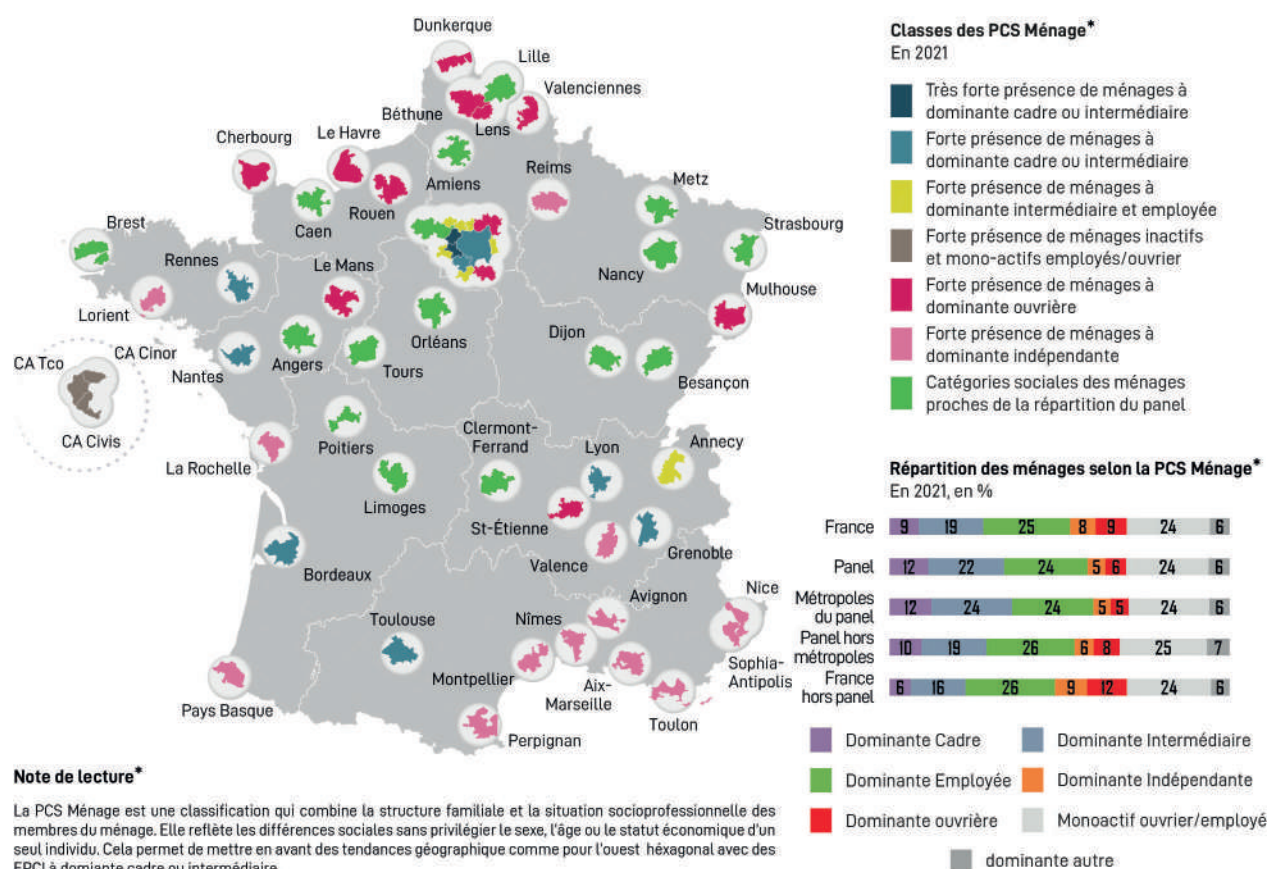 Dunkerque
Lille
Valenciennes
Béthune
Lens
Cherbourg
Le Havre
Amiens
Reims
Metz
Rouen
Caen
Strasbourg
Brest
Rennes
Le Mans
Nancy
Mulhouse
Lorient
Orléans
Dijon
CA Tco
CA Cinor
Nantes
Angers
Tours
Besançon
CA Civis
Poitiers
Clermont-
Ferrand
Lyon
Annecy
La Rochelle
Limoges
St-Étienne
Grenoble
Valence
Bordeaux
Avignon
Nice
Nîmes
Toulouse
Sophia-
Antipolis
Montpellier
Aix-
Marseille
Toulon
Pays Basque
Perpignan
Classes des PCS Ménage*
En 2021
Très forte présence de ménages à
dominante cadre ou intermédiaire
Forte présence de ménages à
dominante cadre ou intermédiaire
Forte présence de ménages à
dominante intermédiaire et employée
Forte présence de ménages inactifs
et mono-actifs employés/ouvrier
Forte présence de ménages à
dominante ouvrière
Forte présence de ménages à
dominante indépendante
Catégories sociales des ménages
proches de la répartition du panel
Répartition des ménages selon la PCS Ménage*
En 2021, en %
France 9 19 25 8 9 24 6
Panel 12 22 24 5 6 24 6
Métropoles
du panel 12 24 24 5 5 24 6
Panel hors
métropoles 10 19 26 6 8 25 7
France
hors panel 6 16 26 9 12 24 6
Dominante Cadre
Dominante Intermédiaire
Dominante Employée
Dominante Indépendante
Dominante ouvrière
Monoactif ouvrier/employé
dominante autre
Note de lecture*
La PCS Ménage est une classification qui combine la structure familiale et la situation socioprofessionnelle des
membres du ménage. Elle reflète les différences sociales sans privilégier le sexe, l'âge ou le statut économique d'un
seul individu. Cela permet de mettre en avant des tendances géographique comme pour l'ouest héxagonal avec des
EPCI à domiante cadre ou intermédiaire.